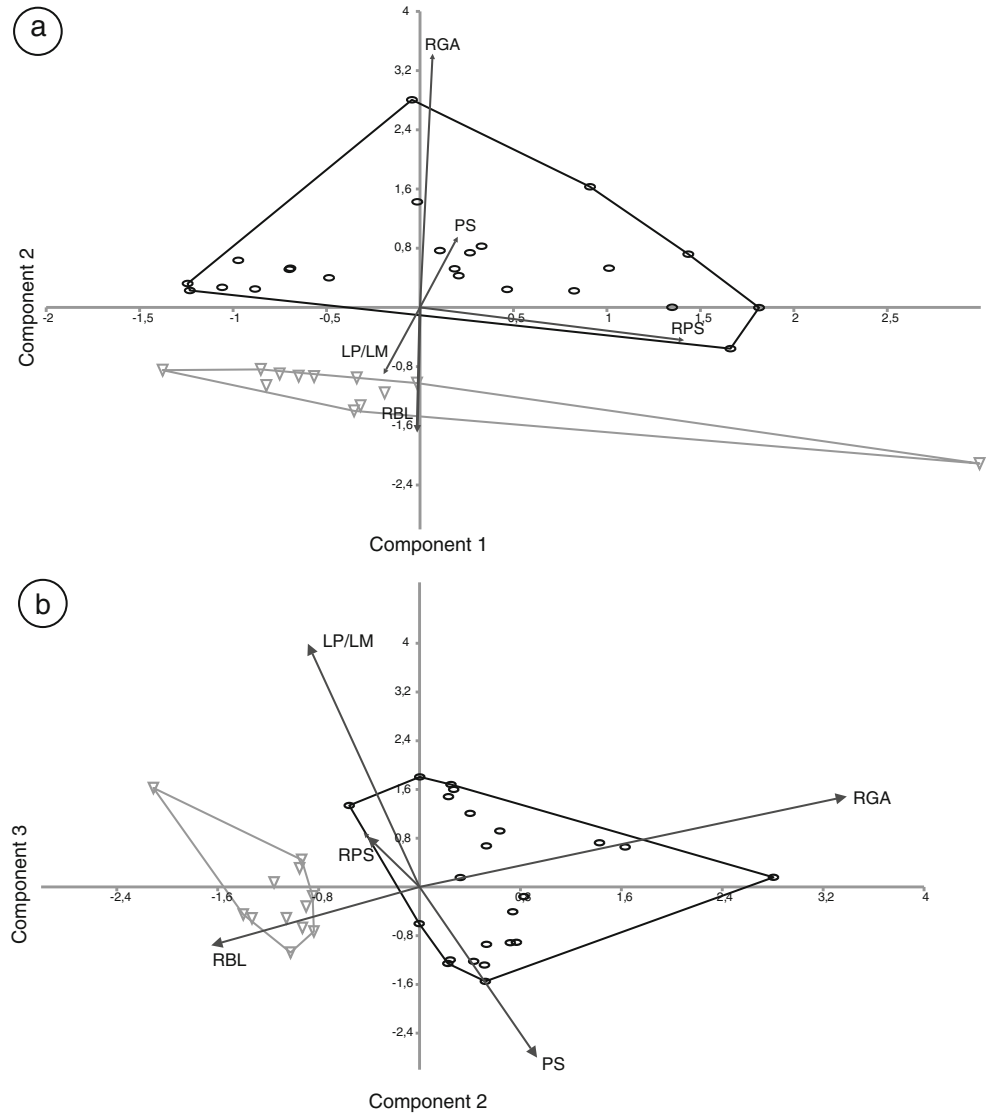 a
4
RGA
3,2
2,4
1,6
PS
0,8
Component 2
-2 -1,5 -1 -0,5 0 0,5 1 1,5 2 2,5
RPS
LP/LM
-0,8
RBL
-1,6
-2,4
Component 1
b
LP/LM
4
3,2
2,4
1,6
RGA
0,8
RPS
Component 3
-2,4 -1,6 -0,8 0 0,8 1,6 2,4 3,2 4
-0,8
RBL
-1,6
-2,4
PS
Component 2